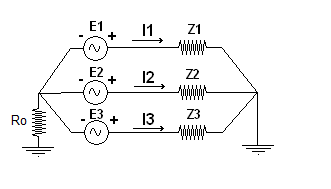 E1 I1 Z1
- +
E2 I2 Z2
- +
E3 I3 Z3
- +
Ro